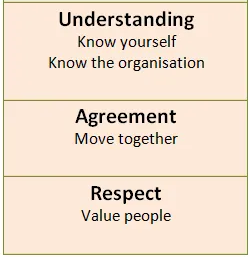 Understanding
Know yourself
Know the organisation
Agreement
Move together
Respect
Value people